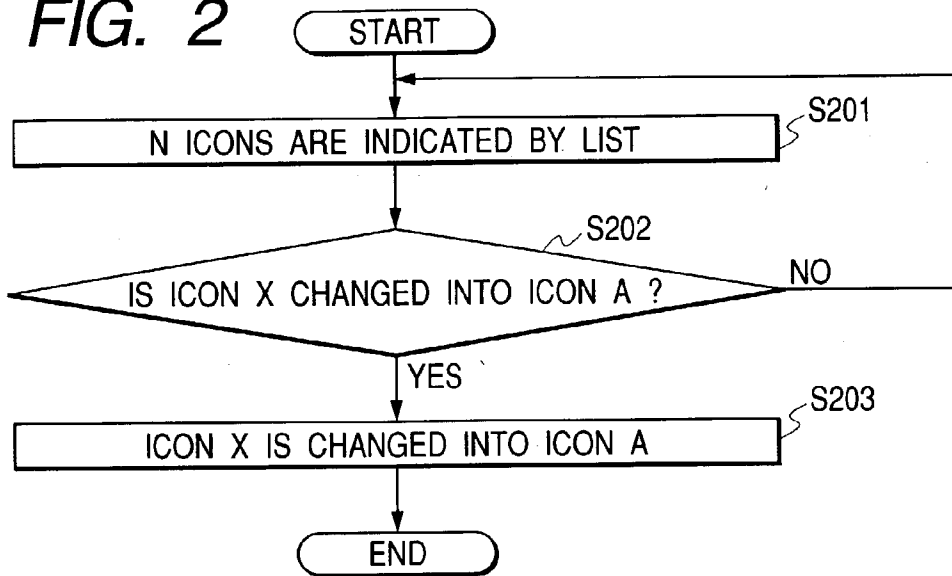 FIG. 2
START
N ICONS ARE INDICATED BY LIST
S201
S202
IS ICON X CHANGED INTO ICON A ?
NO
YES
S203
ICON X IS CHANGED INTO ICON A
END